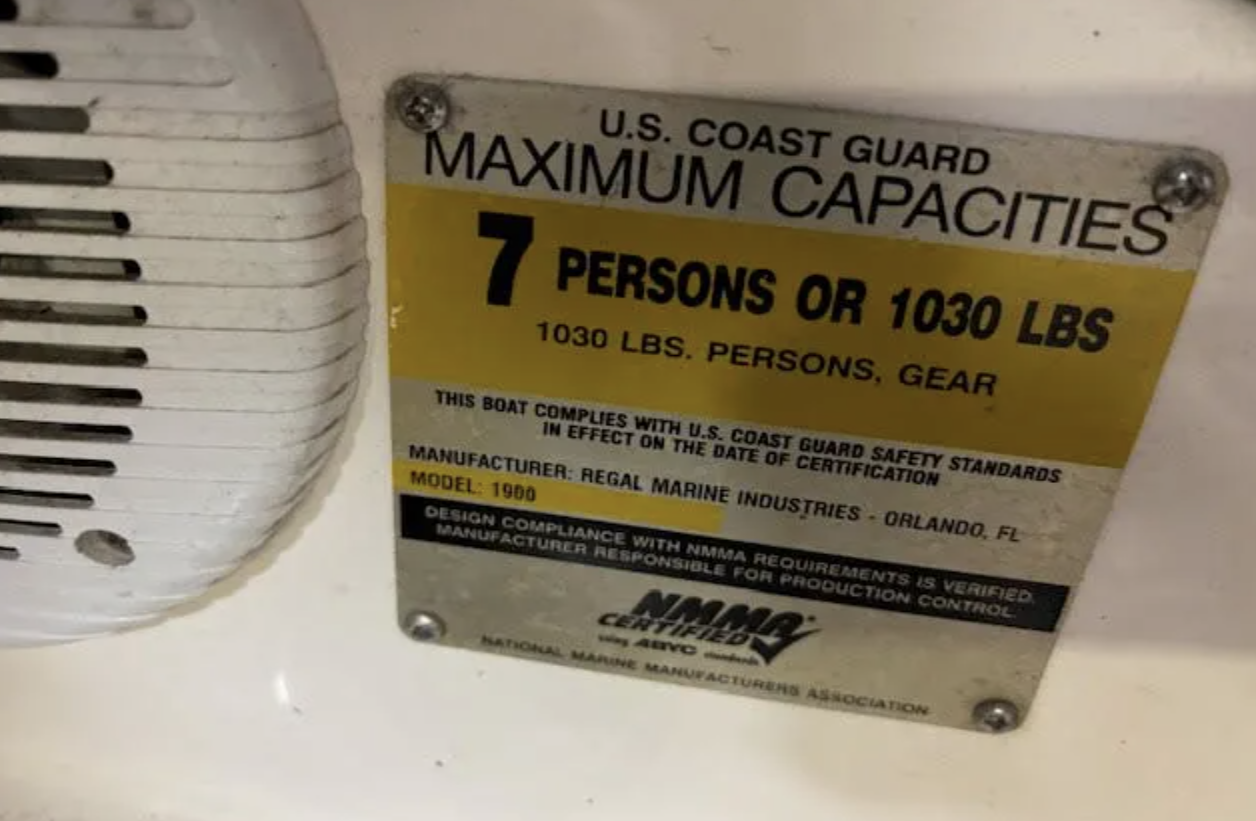 U.S. COAST GUARD
MAXIMUM CAPACITIES
7 PERSONS OR 1030 LBS
1030 LBS. PERSONS, GEAR
THIS BOAT COMPLIES WITH U.S. COAST GUARD SAFETY STANDARDS
IN EFFECT ON THE DATE OF CERTIFICATION
MANUFACTURER: REGAL MARINE INDUSTRIES - ORLANDO, FL
MODEL: 1900
DESIGN COMPLIANCE WITH NMMA REQUIREMENTS IS VERIFIED.
MANUFACTURER RESPONSIBLE FOR PRODUCTION CONTROL.
NMMA
CERTIFIED
using ABYC standards
NATIONAL MARINE MANUFACTURERS ASSOCIATION